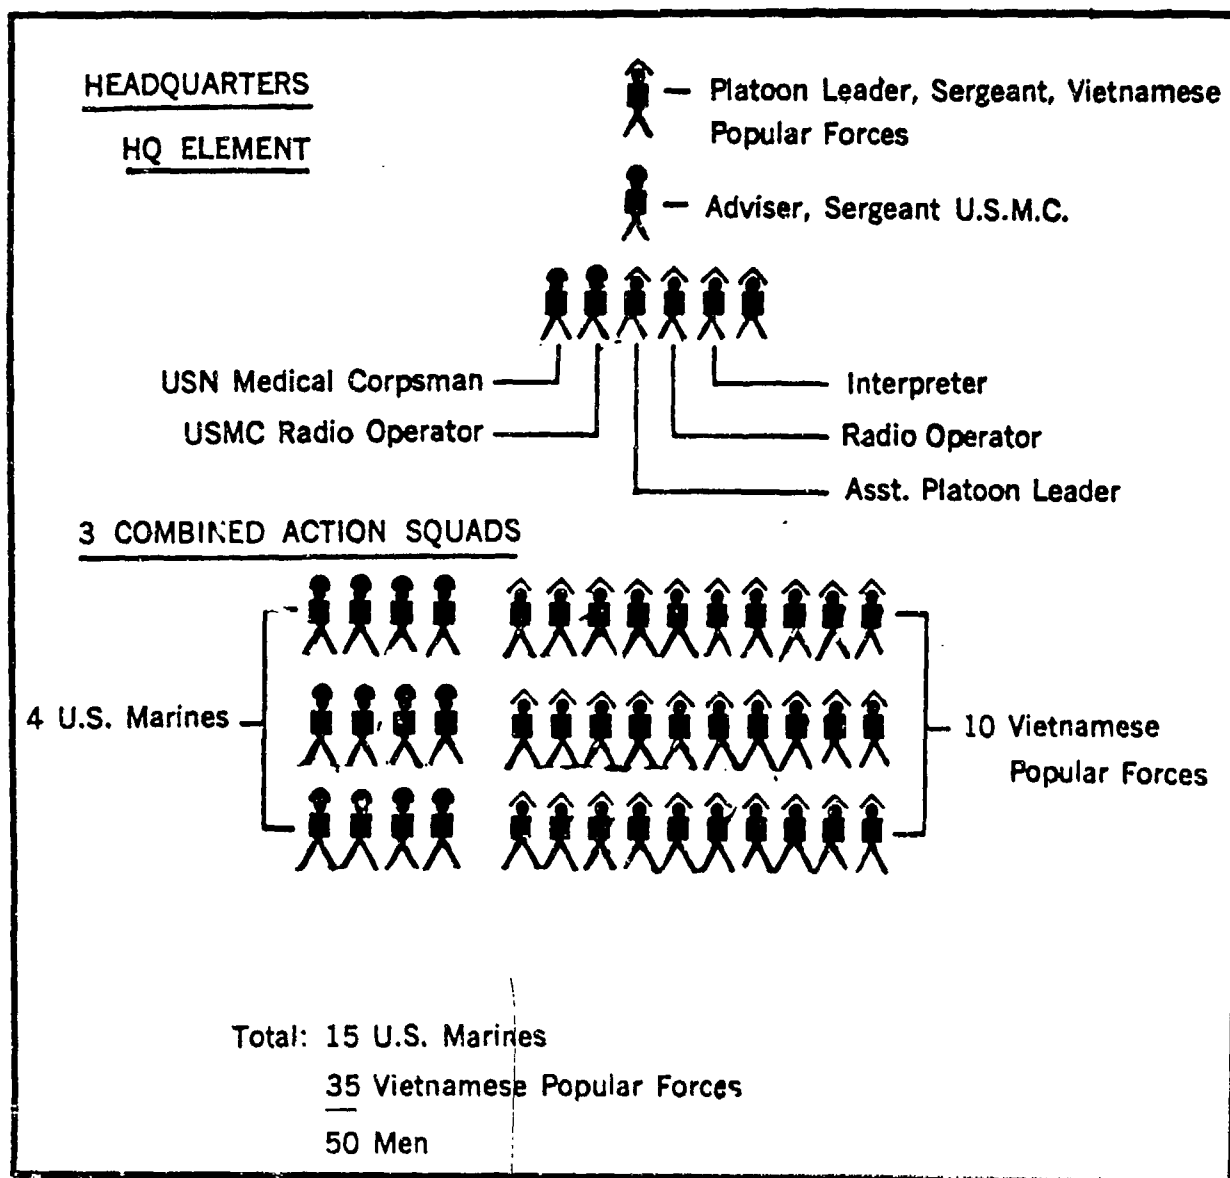 HEADQUARTERS
HQ ELEMENT
— Platoon Leader, Sergeant, Vietnamese
Popular Forces
— Adviser, Sergeant U.S.M.C.
USN Medical Corpsman
USMC Radio Operator
Interpreter
Radio Operator
Asst. Platoon Leader
3 COMBINED ACTION SQUADS
4 U.S. Marines
10 Vietnamese
Popular Forces
Total: 15 U.S. Marines
35 Vietnamese Popular Forces
50 Men